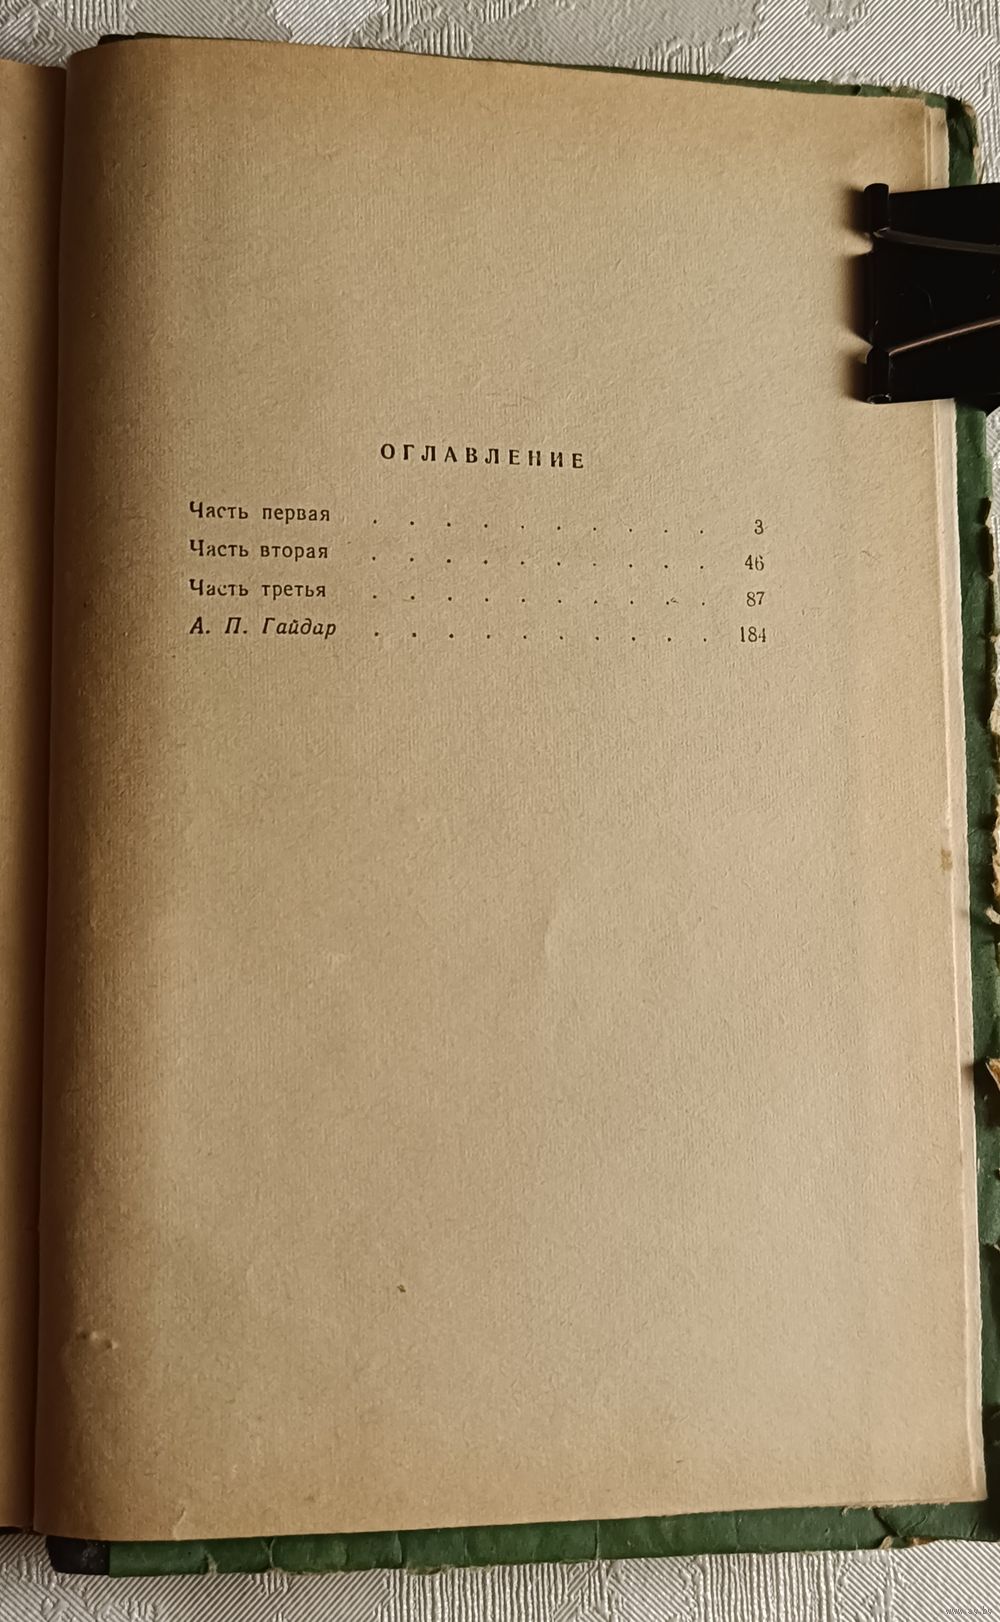 ОГЛАВЛЕНИЕ
Часть первая . . . . . . . . . . 3
Часть вторая . . . . . . . . . . 46
Часть третья . . . . . . . . . . 87
А. П. Гайдар . . . . . . . . . . 184